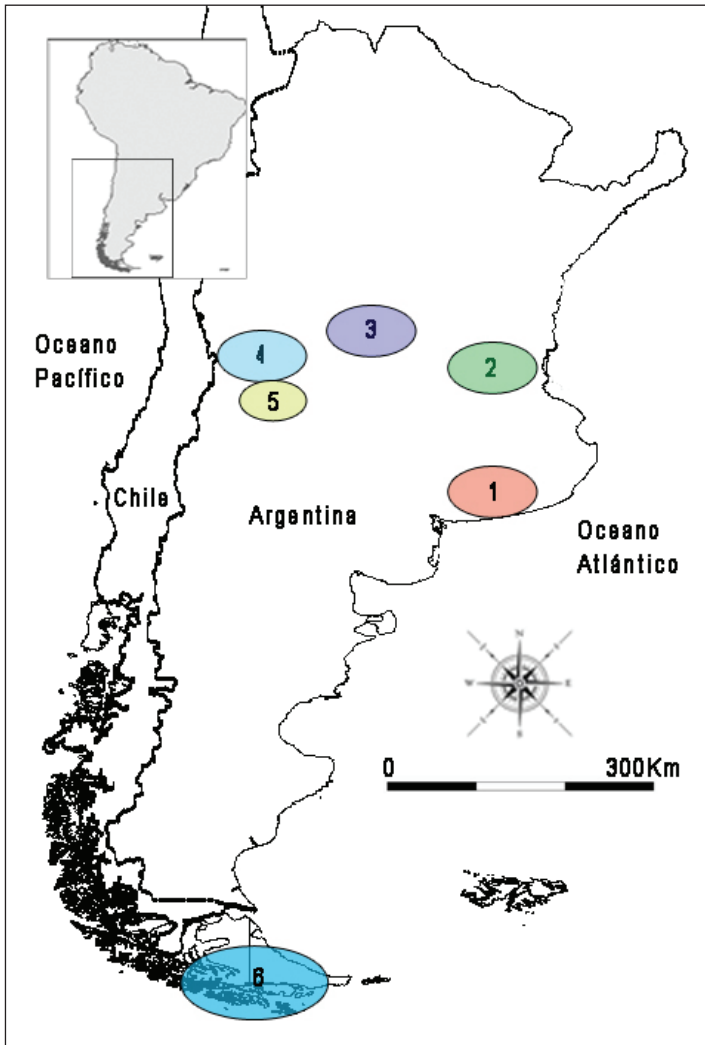 Oceano
Pacífico
4
3
2
5
Chile
Argentina
1
Oceano
Atlántico
N
W
E
S
0 300Km
6